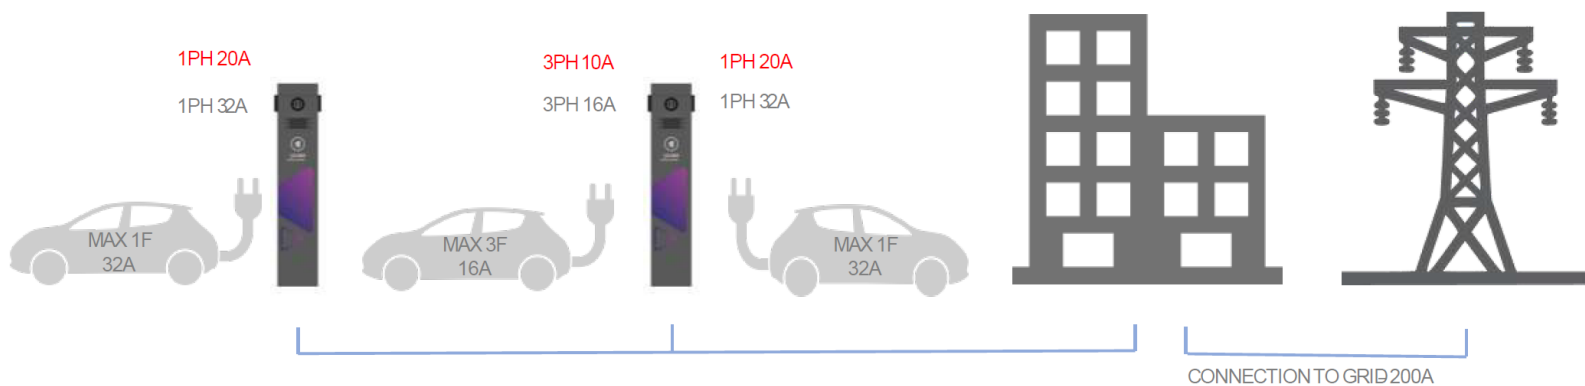 1PH 20A
1PH 32A
MAX 1F
32A
3PH 10A
3PH 16A
MAX 3F
16A
1PH 20A
1PH 32A
MAX 1F
32A
CONNECTION TO GRID 200A